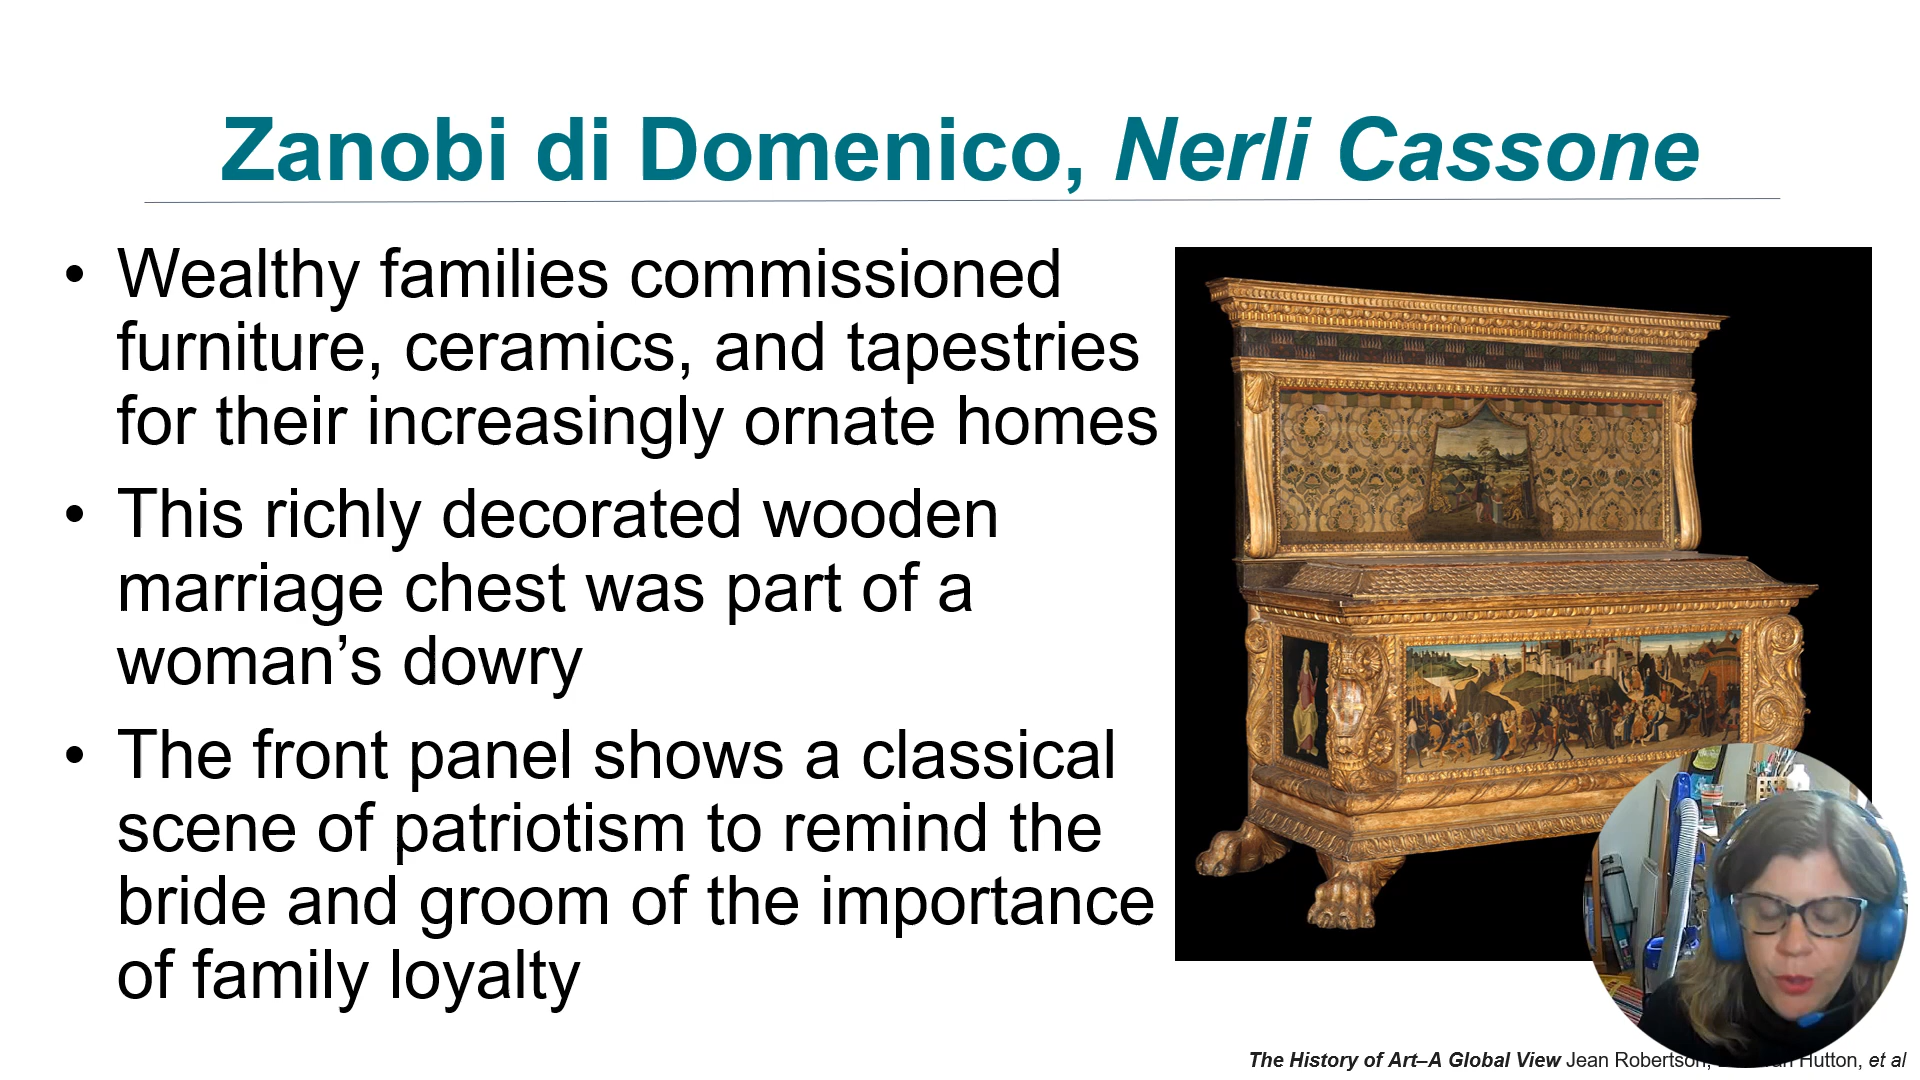 Zanobi di Domenico, Nerli Cassone
• Wealthy families commissioned
furniture, ceramics, and tapestries
for their increasingly ornate homes
• This richly decorated wooden
marriage chest was part of a
woman’s dowry
• The front panel shows a classical
scene of patriotism to remind the
bride and groom of the importance
of family loyalty
The History of Art–A Global View Jean Robertson, Hutton, et al